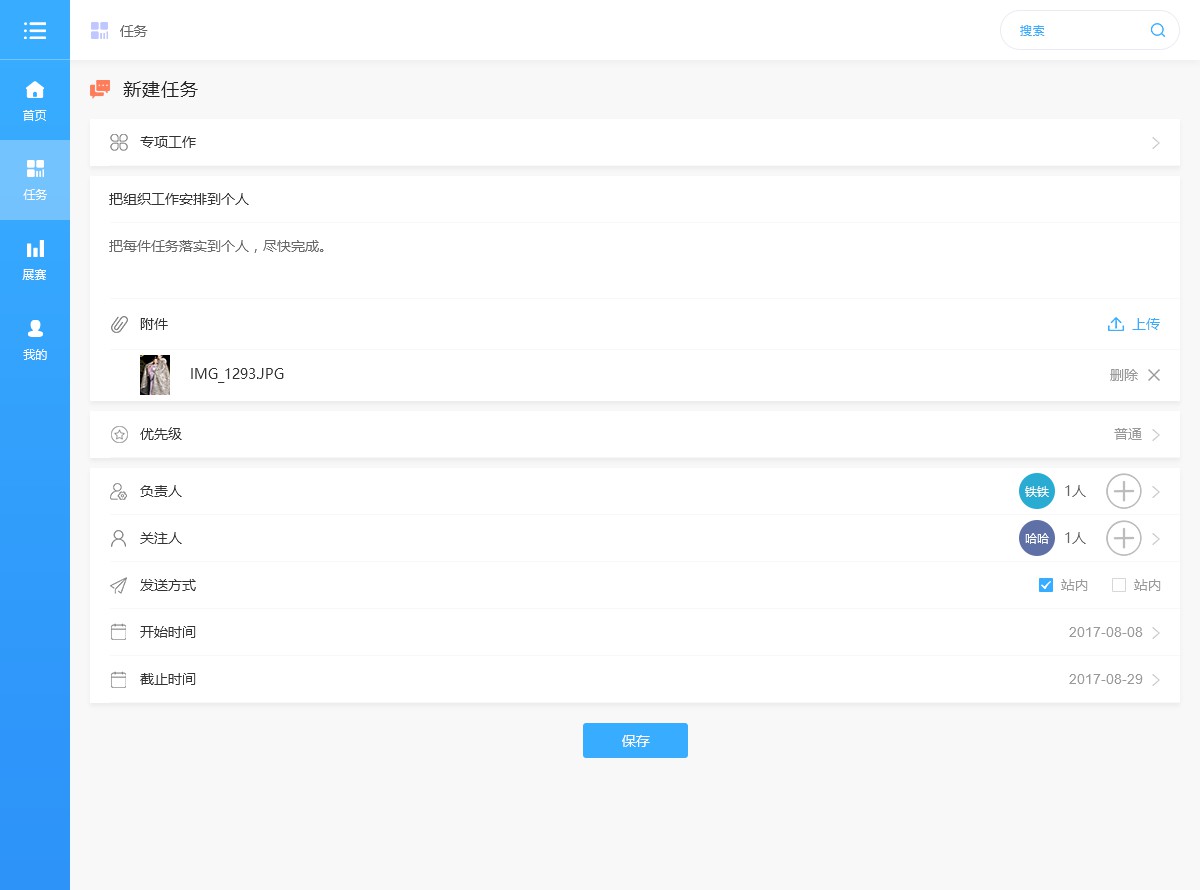 任务
搜索
首页
任务
展赛
我的
新建任务
专项工作
把组织工作安排到个人
把每件任务落实到个人，尽快完成。
附件
上传
IMG_1293.JPG
删除
优先级
普通
负责人
铁铁
1人
关注人
哈哈
1人
发送方式
站内
站内
开始时间
2017-08-08
截止时间
2017-08-29
保存